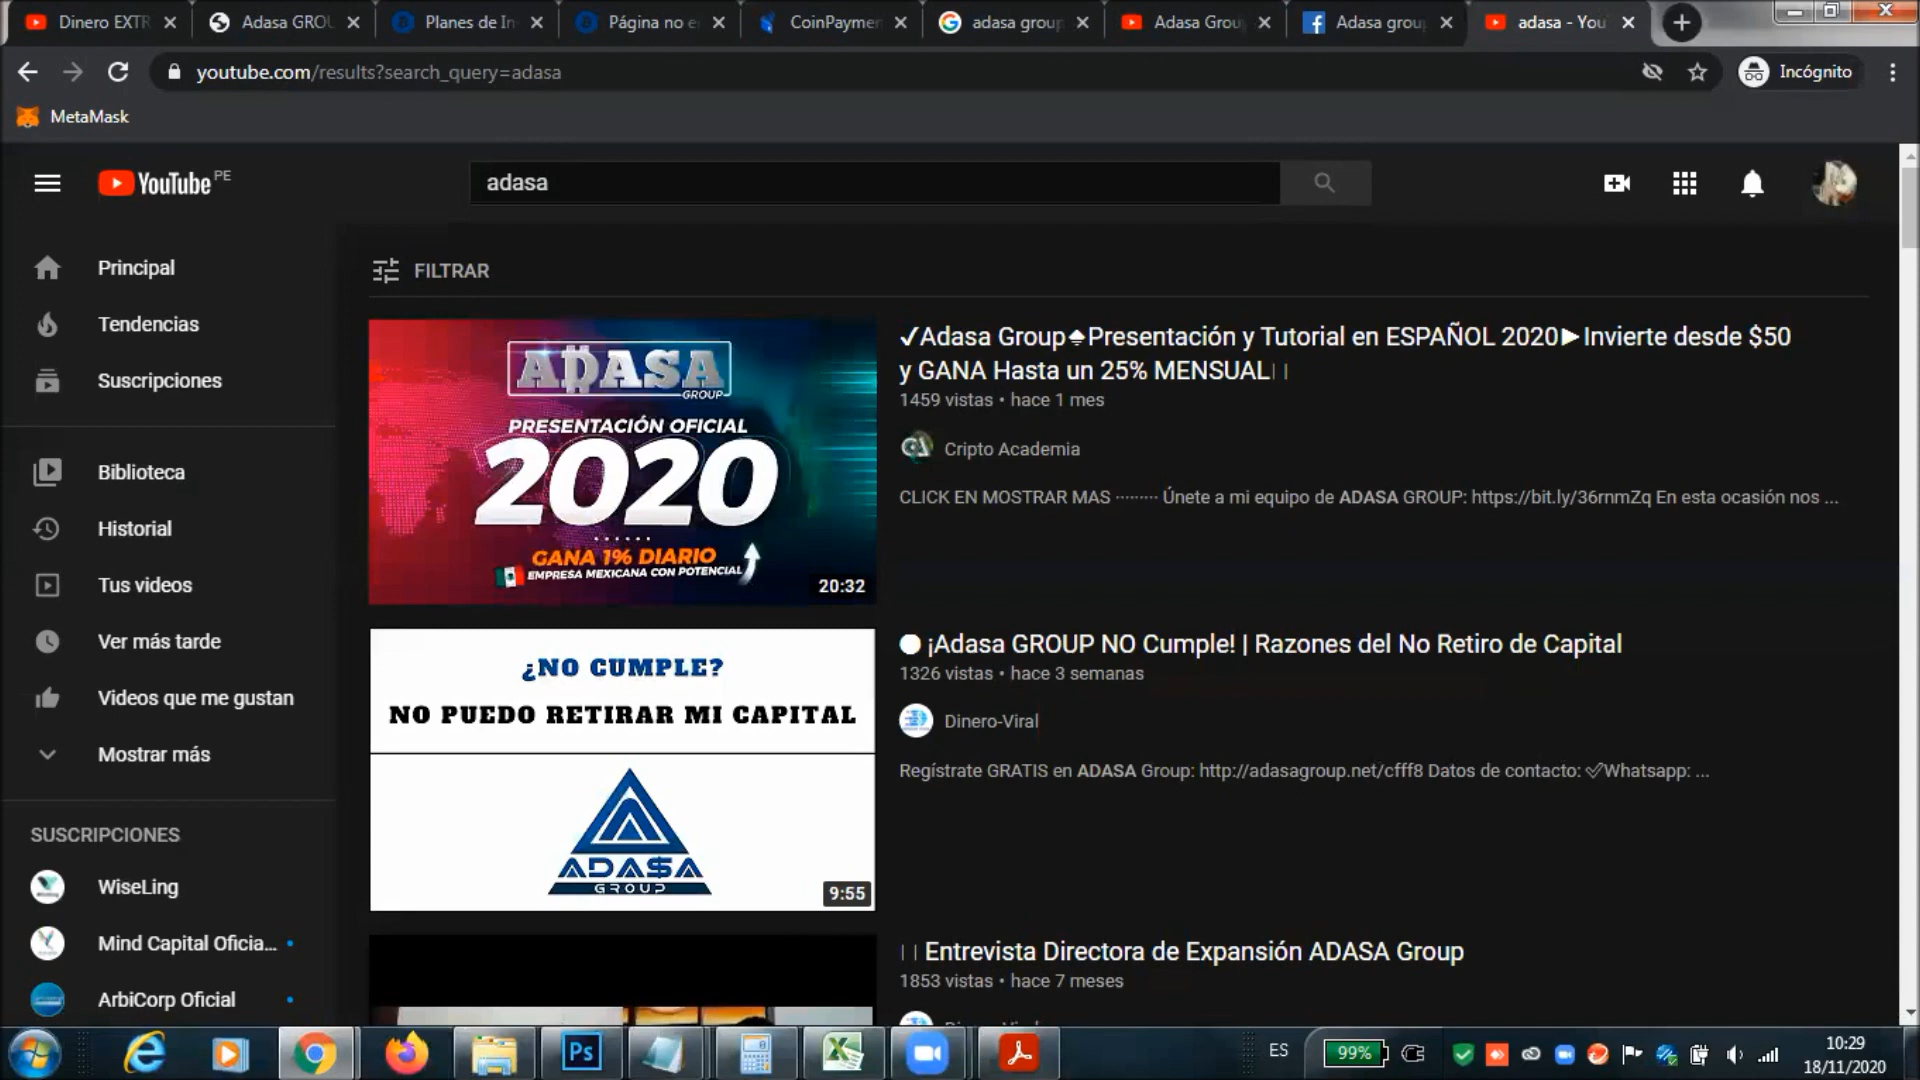 Dinero EXTR
Adasa GROU
Planes de In
Página no e
CoinPaymen
adasa group
Adasa Grou
Adasa grou
adasa - You
youtube.com/results?search_query=adasa
Incógnito
MetaMask
YouTube PE
adasa
Principal
Tendencias
Suscripciones
Biblioteca
Historial
Tus videos
Ver más tarde
Videos que me gustan
Mostrar más
SUSCRIPCIONES
WiseLing
Mind Capital Oficia...
ArbiCorp Oficial
FILTRAR
ADASA
GROUP
PRESENTACIÓN OFICIAL
2020
GANA 1% DIARIO
EMPRESA MEXICANA CON POTENCIAL
20:32
✓Adasa Group♠Presentación y Tutorial en ESPAÑOL 2020►Invierte desde $50
y GANA Hasta un 25% MENSUAL
1459 vistas • hace 1 mes
Cripto Academia
CLICK EN MOSTRAR MAS ········· Únete a mi equipo de ADASA GROUP: https://bit.ly/36rnmZq En esta ocasión nos ...
¿NO CUMPLE?
NO PUEDO RETIRAR MI CAPITAL
ADA$A
GROUP
9:55
¡Adasa GROUP NO Cumple! | Razones del No Retiro de Capital
1326 vistas • hace 3 semanas
Dinero-Viral
Regístrate GRATIS en ADASA Group: http://adasagroup.net/cfff8 Datos de contacto: ✓Whatsapp: ...
Entrevista Directora de Expansión ADASA Group
1853 vistas • hace 7 meses
Ps
ES
99%
10:29
18/11/2020